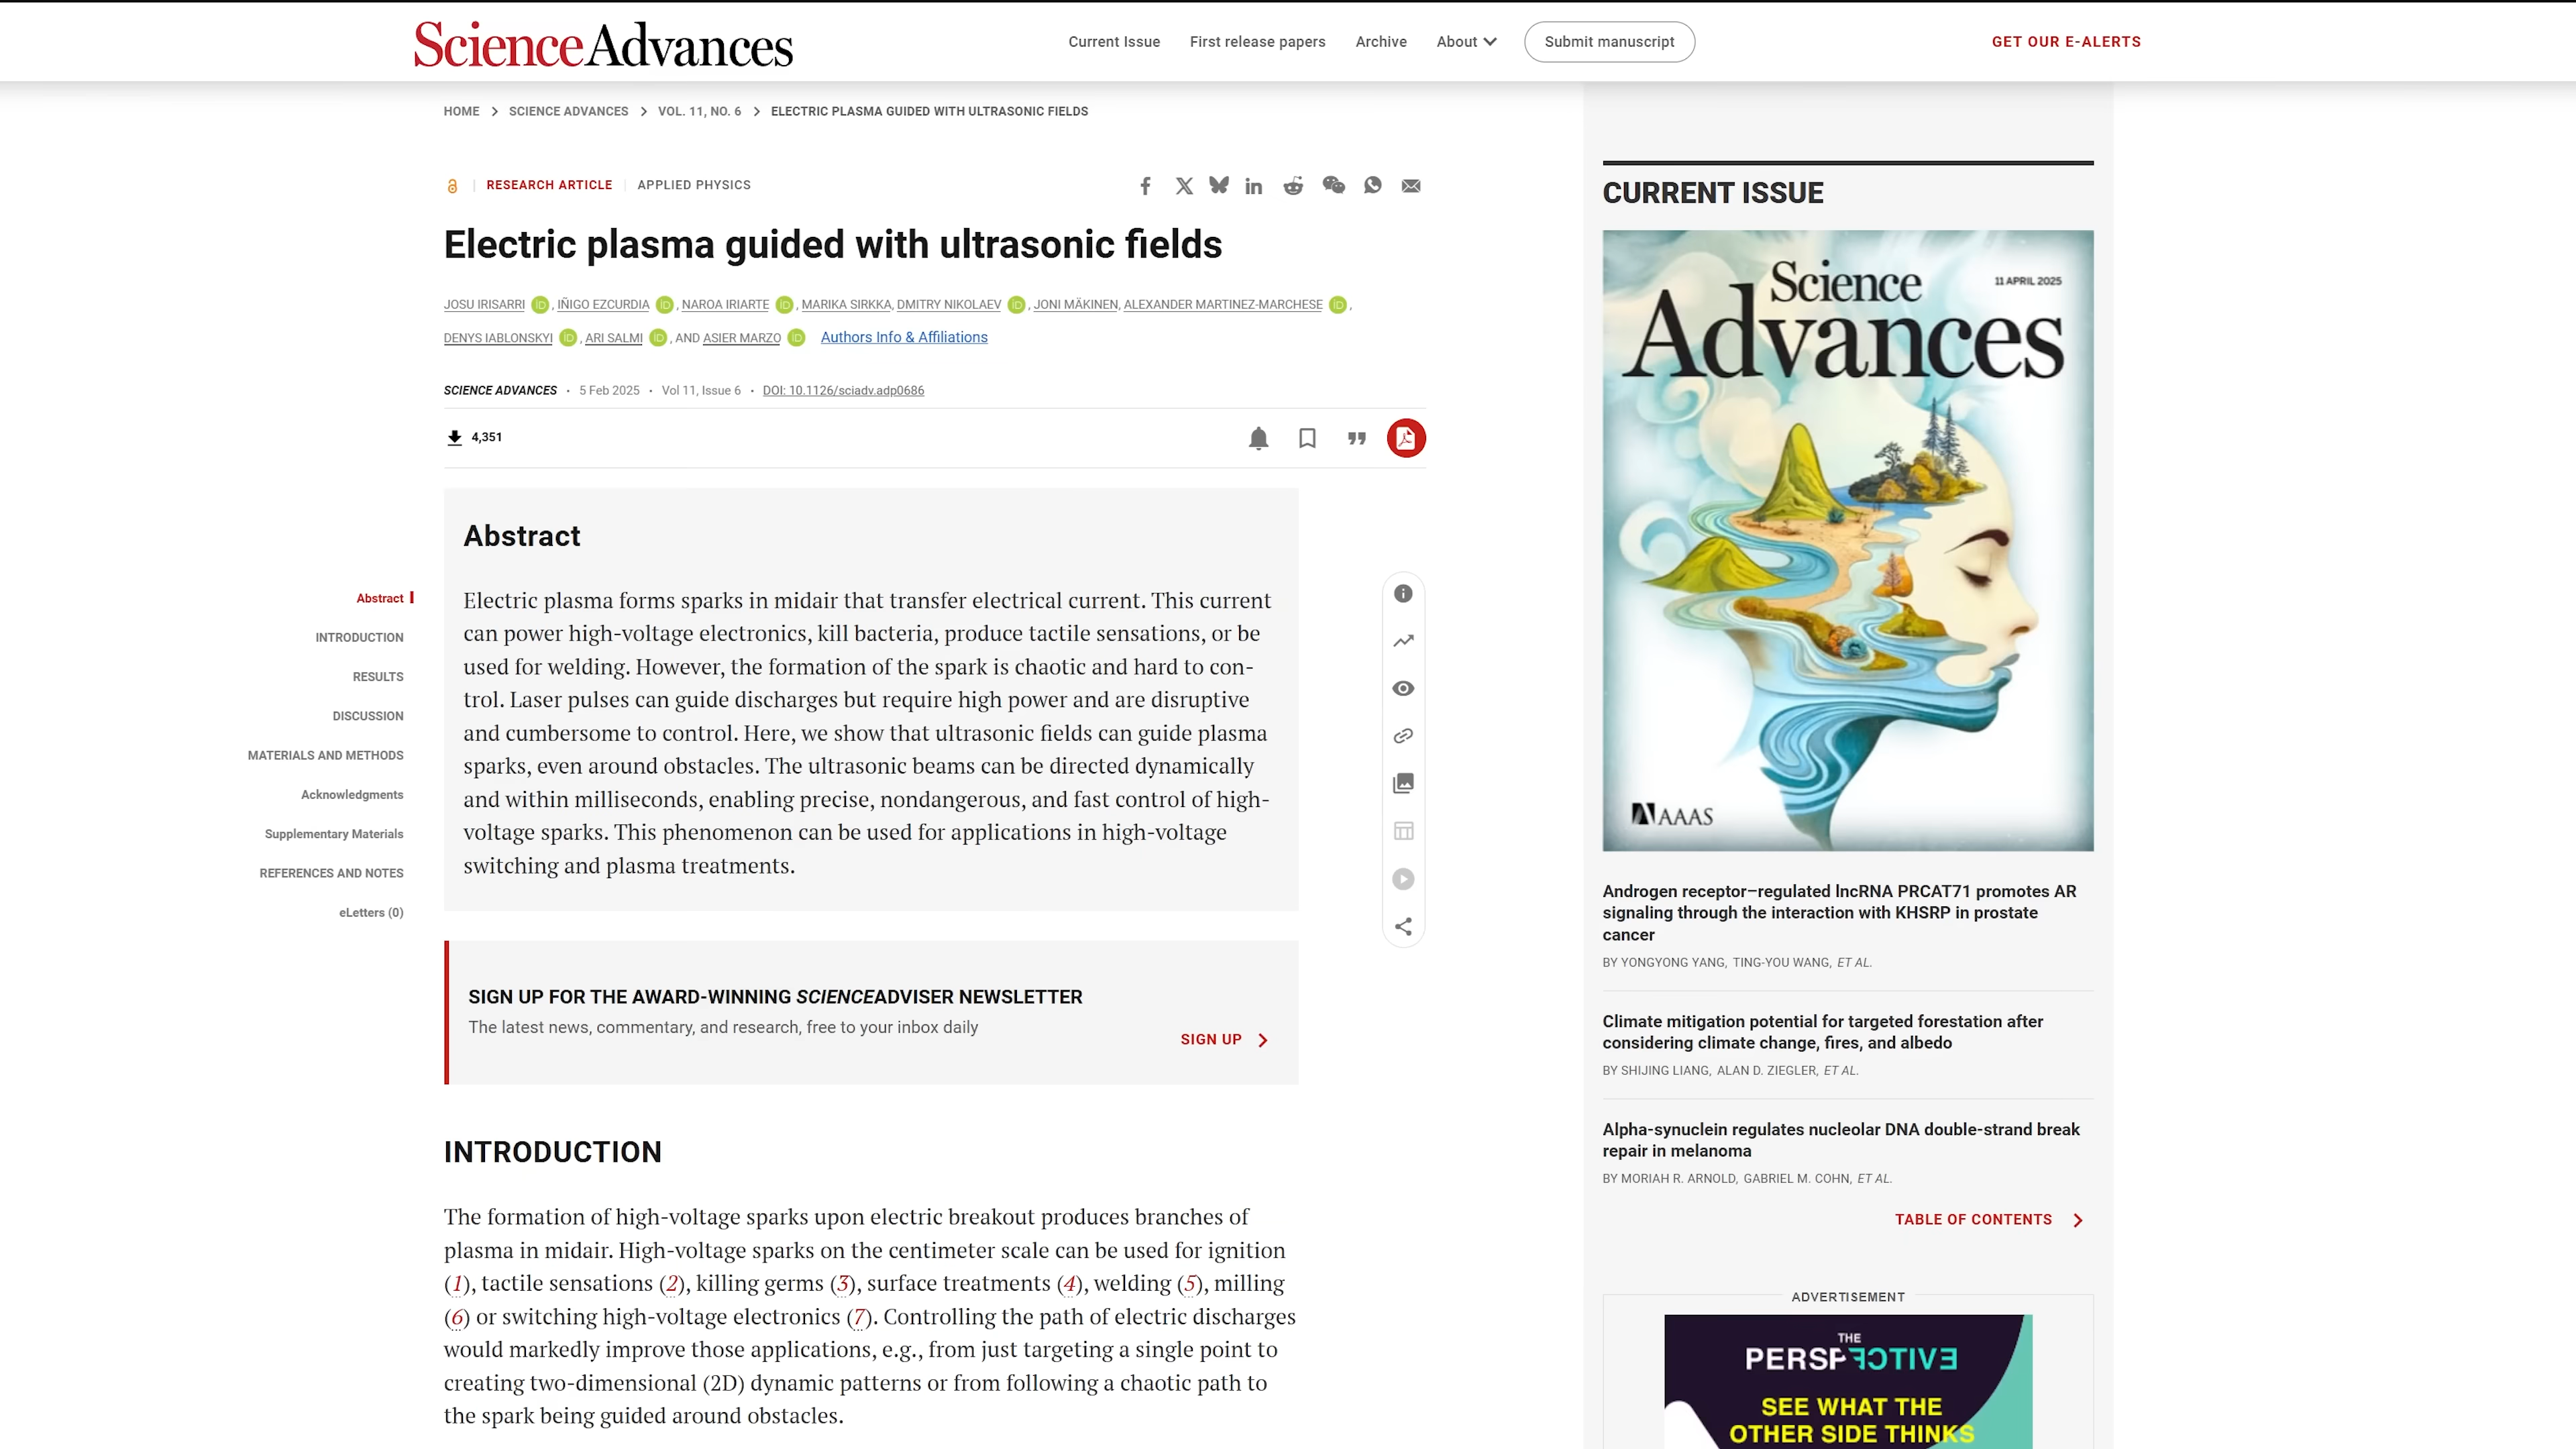 ScienceAdvances
Current Issue
First release papers
Archive
About
Submit manuscript
GET OUR E-ALERTS
HOME > SCIENCE ADVANCES > VOL. 11, NO. 6 > ELECTRIC PLASMA GUIDED WITH ULTRASONIC FIELDS
RESEARCH ARTICLE | APPLIED PHYSICS
Electric plasma guided with ultrasonic fields
JOSU IRISARRI, IÑIGO EZCURDIA, NAROA IRIARTE, MARIKA SIRKKA, DMITRY NIKOLAEV, JONI MÄKINEN, ALEXANDER MARTINEZ-MARCHESE,
DENYS IABLONSKYI, ARI SALMI, AND ASIER MARZO Authors Info & Affiliations
SCIENCE ADVANCES • 5 Feb 2025 • Vol 11, Issue 6 • DOI: 10.1126/sciadv.adp0686
4,351
Abstract
INTRODUCTION
RESULTS
DISCUSSION
MATERIALS AND METHODS
Acknowledgments
Supplementary Materials
REFERENCES AND NOTES
eLetters (0)
Abstract
Electric plasma forms sparks in midair that transfer electrical current. This current
can power high-voltage electronics, kill bacteria, produce tactile sensations, or be
used for welding. However, the formation of the spark is chaotic and hard to con-
trol. Laser pulses can guide discharges but require high power and are disruptive
and cumbersome to control. Here, we show that ultrasonic fields can guide plasma
sparks, even around obstacles. The ultrasonic beams can be directed dynamically
and within milliseconds, enabling precise, nondangerous, and fast control of high-
voltage sparks. This phenomenon can be used for applications in high-voltage
switching and plasma treatments.
SIGN UP FOR THE AWARD-WINNING SCIENCEADVISER NEWSLETTER
The latest news, commentary, and research, free to your inbox daily
SIGN UP
INTRODUCTION
The formation of high-voltage sparks upon electric breakout produces branches of
plasma in midair. High-voltage sparks on the centimeter scale can be used for ignition
(1), tactile sensations (2), killing germs (3), surface treatments (4), welding (5), milling
(6) or switching high-voltage electronics (7). Controlling the path of electric discharges
would markedly improve those applications, e.g., from just targeting a single point to
creating two-dimensional (2D) dynamic patterns or from following a chaotic path to
the spark being guided around obstacles.
CURRENT ISSUE
Science
11 APRIL 2025
Advances
AAAS
Androgen receptor–regulated lncRNA PRCAT71 promotes AR
signaling through the interaction with KHSRP in prostate
cancer
BY YONGYONG YANG, TING-YOU WANG, ET AL.
Climate mitigation potential for targeted forestation after
considering climate change, fires, and albedo
BY SHIJING LIANG, ALAN D. ZIEGLER, ET AL.
Alpha-synuclein regulates nucleolar DNA double-strand break
repair in melanoma
BY MORIAH R. ARNOLD, GABRIEL M. COHN, ET AL.
TABLE OF CONTENTS
ADVERTISEMENT
THE
PERSPECTIVE
SEE WHAT THE
OTHER SIDE THINKS